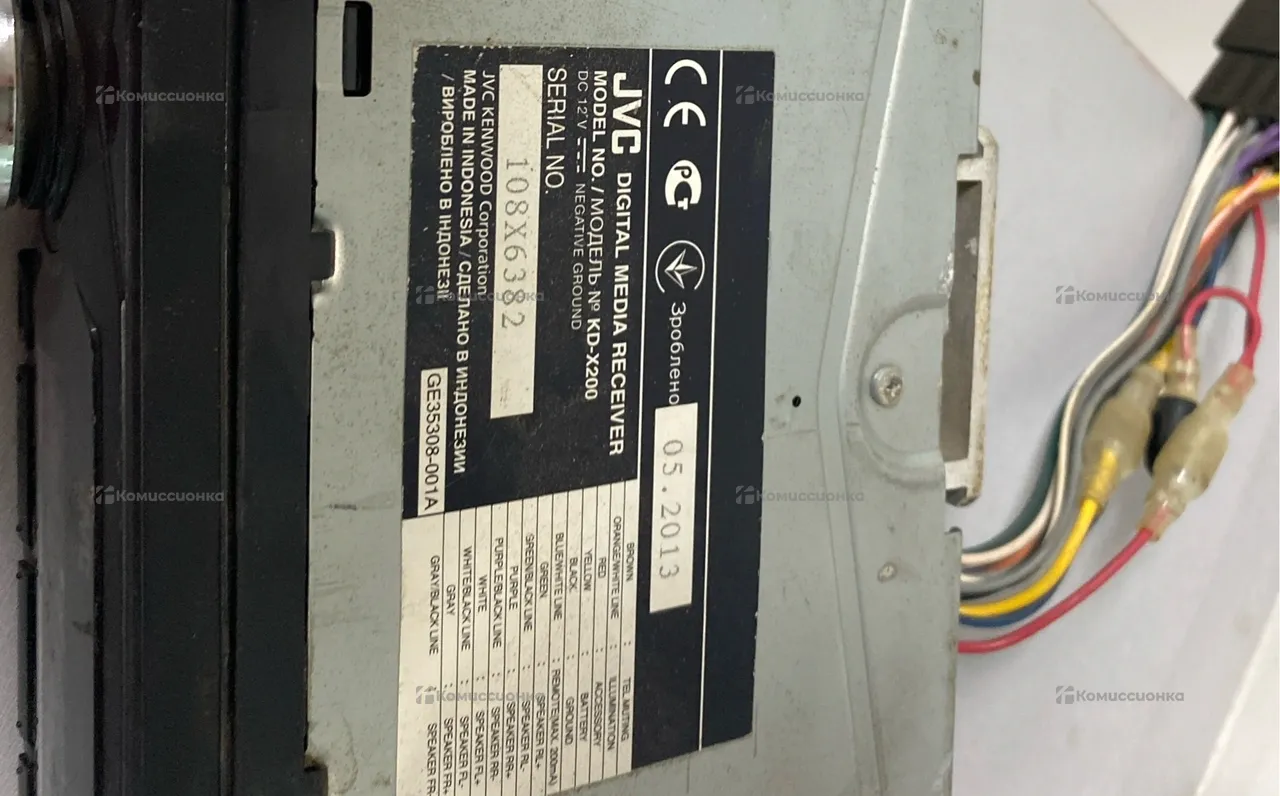 CE PCT Зроблено 05.2013
JVC DIGITAL MEDIA RECEIVER
MODEL NO. / МОДЕЛЬ № KD-X200
DC 12 V NEGATIVE GROUND
SERIAL NO.
108X6382
JVC KENWOOD Corporation
MADE IN INDONESIA / СДЕЛАНО В ИНДОНЕЗИИ
/ ВИРОБЛЕНО В ІНДОНЕЗІЇ
GE35308-001A
BROWN : TEL MUTING
ORANGE/WHITE LINE : ILLUMINATION
RED : ACCESSORY
YELLOW : BATTERY
BLACK : GROUND
BLUE/WHITE LINE : REMOTE(MAX. 200mA)
GREEN : SPEAKER RL+
GREEN/BLACK LINE : SPEAKER RL-
PURPLE : SPEAKER RR+
PURPLE/BLACK LINE : SPEAKER RR-
WHITE : SPEAKER FL+
WHITE/BLACK LINE : SPEAKER FL-
GRAY : SPEAKER FR+
GRAY/BLACK LINE : SPEAKER FR-
Комиссионка
Комиссионка
Комиссионка
Комиссионка
Комиссионка
Комиссионка
Комиссионка
Комиссионка